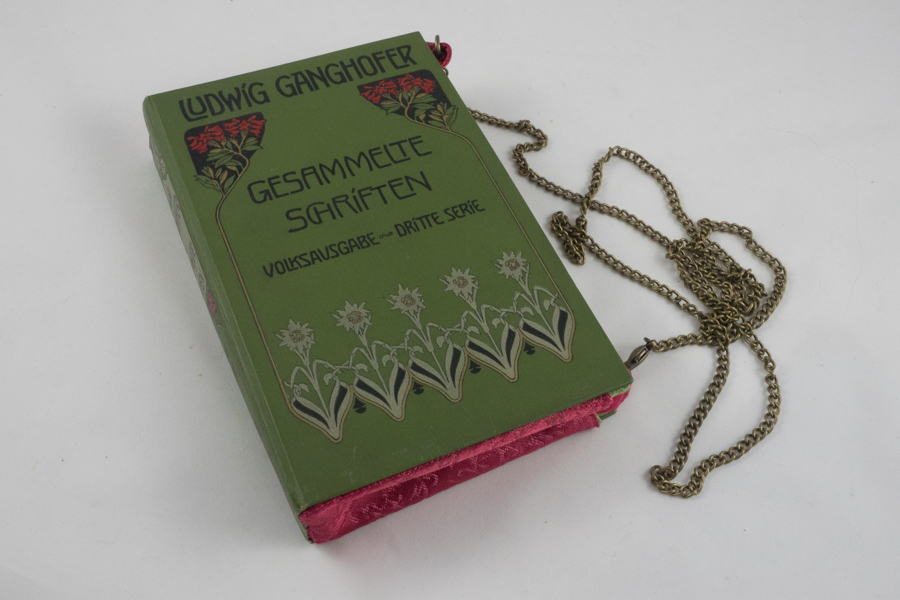 LUDWIG GANGHOFER
GESAMMELTE
SCHRIFTEN
VOLKSAUSGABE ~ DRITTE SERIE